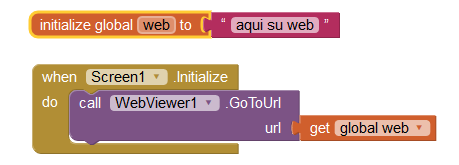 initialize global web to " aqui su web "
when Screen1 .Initialize
do call WebViewer1 .GoToUrl
url get global web